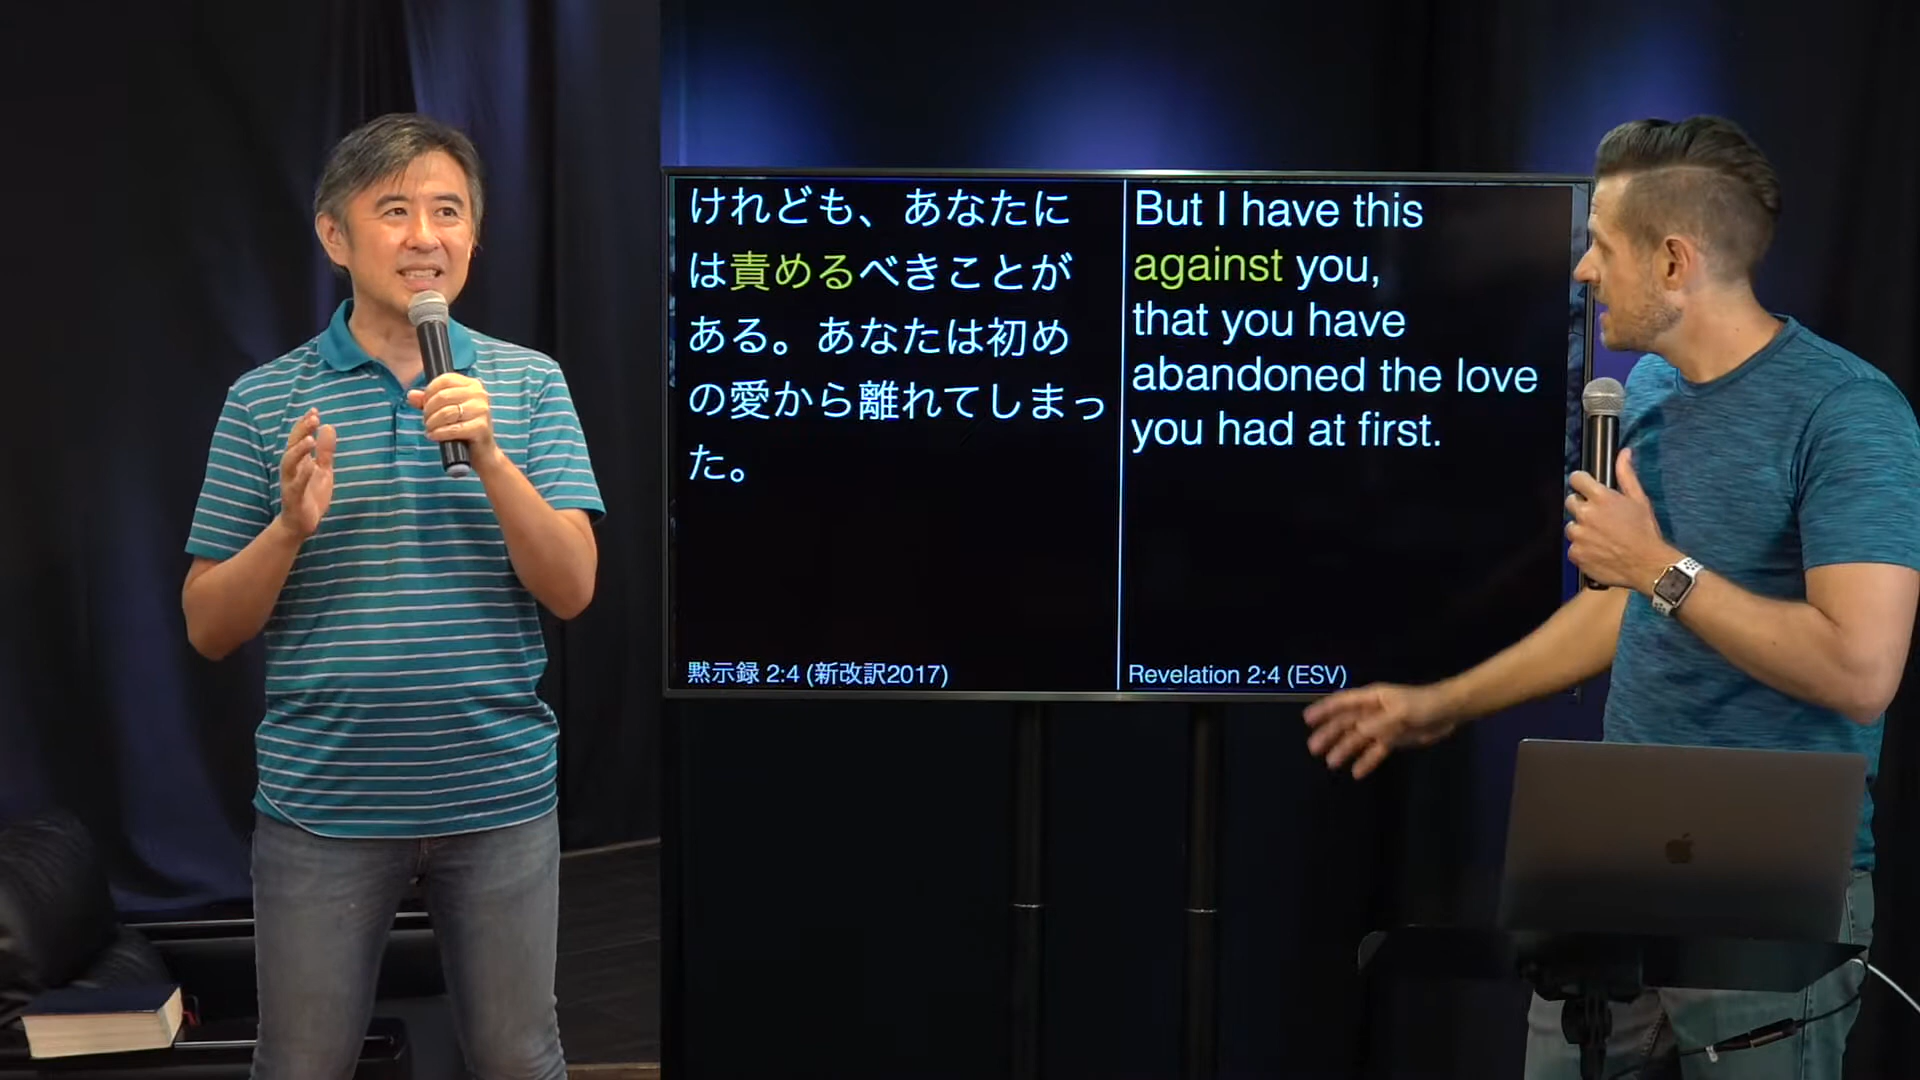 けれども、あなたに
は責めるべきことが
ある。あなたは初め
の愛から離れてしまっ
た。
黙示録 2:4 (新改訳2017)
But I have this
against you,
that you have
abandoned the love
you had at first.
Revelation 2:4 (ESV)